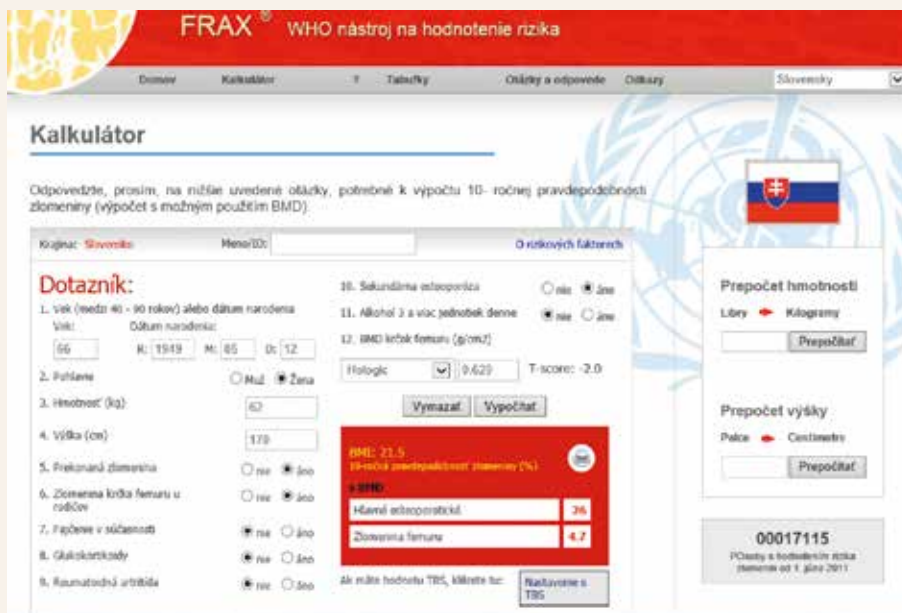 FRAX ® WHO nástroj na hodnotenie rizika
Domov Kalkulátor ? Tabuľky Otázky a odpovede Odkazy Slovensky
Kalkulátor
Odpovedzte, prosím, na nižšie uvedené otázky, potrebné k výpočtu 10- ročnej pravdepodobnosti
zlomeniny (výpočet s možným použitím BMD).
Krajina: Slovensko Meno/ID: O rizikových faktoroch
Dotazník:
1. Vek (medzi 40 - 90 rokov) alebo dátum narodenia
Vek: Dátum narodenia:
66 R: 1949 M: 05 D: 12
2. Pohlavie Muž Žena
3. Hmotnosť (kg) 62
4. Výška (cm) 170
5. Prekonaná zlomenina nie áno
6. Zlomenina krčka femuru u
rodičov nie áno
7. Fajčenie v súčasnosti nie áno
8. Glukokortikoidy nie áno
9. Reumatoidná artritída nie áno
10. Sekundárna osteoporóza nie áno
11. Alkohol 3 a viac jednotiek denne nie áno
12. BMD krčok femuru (g/cm2)
Hologic 0.629 T-score: -2.0
Vymazať Vypočítať
BMI: 21.5
10-ročná pravdepodobnosť zlomeniny (%)
s BMD
Hlavné osteoporotické 26
Zlomenina femuru 4.7
Ak máte hodnotu TBS, kliknite tu: Nastavenie s
TBS
Prepočet hmotnosti
Libry Kilogramy
Prepočítať
Prepočet výšky
Palce Centimetre
Prepočítať
00017115
s hodnotením rizika
zlomenín od 1. júna 2011